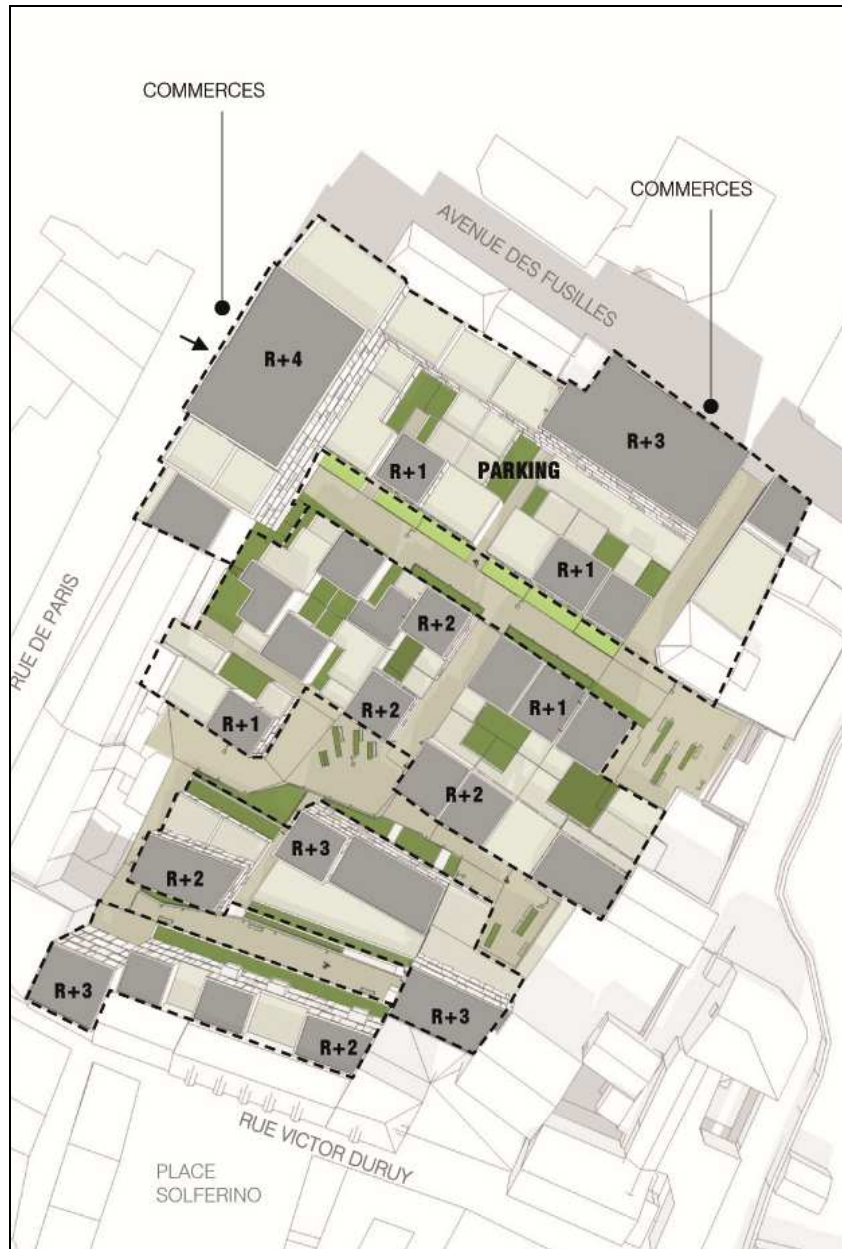 COMMERCES
COMMERCES
AVENUE DES FUSILLES
R+4
R+3
R+1
PARKING
R+1
RUE DE PARIS
R+2
R+1
R+2
R+1
R+2
R+3
R+2
R+3
R+3
R+2
RUE VICTOR DURUY
PLACE
SOLFERINO